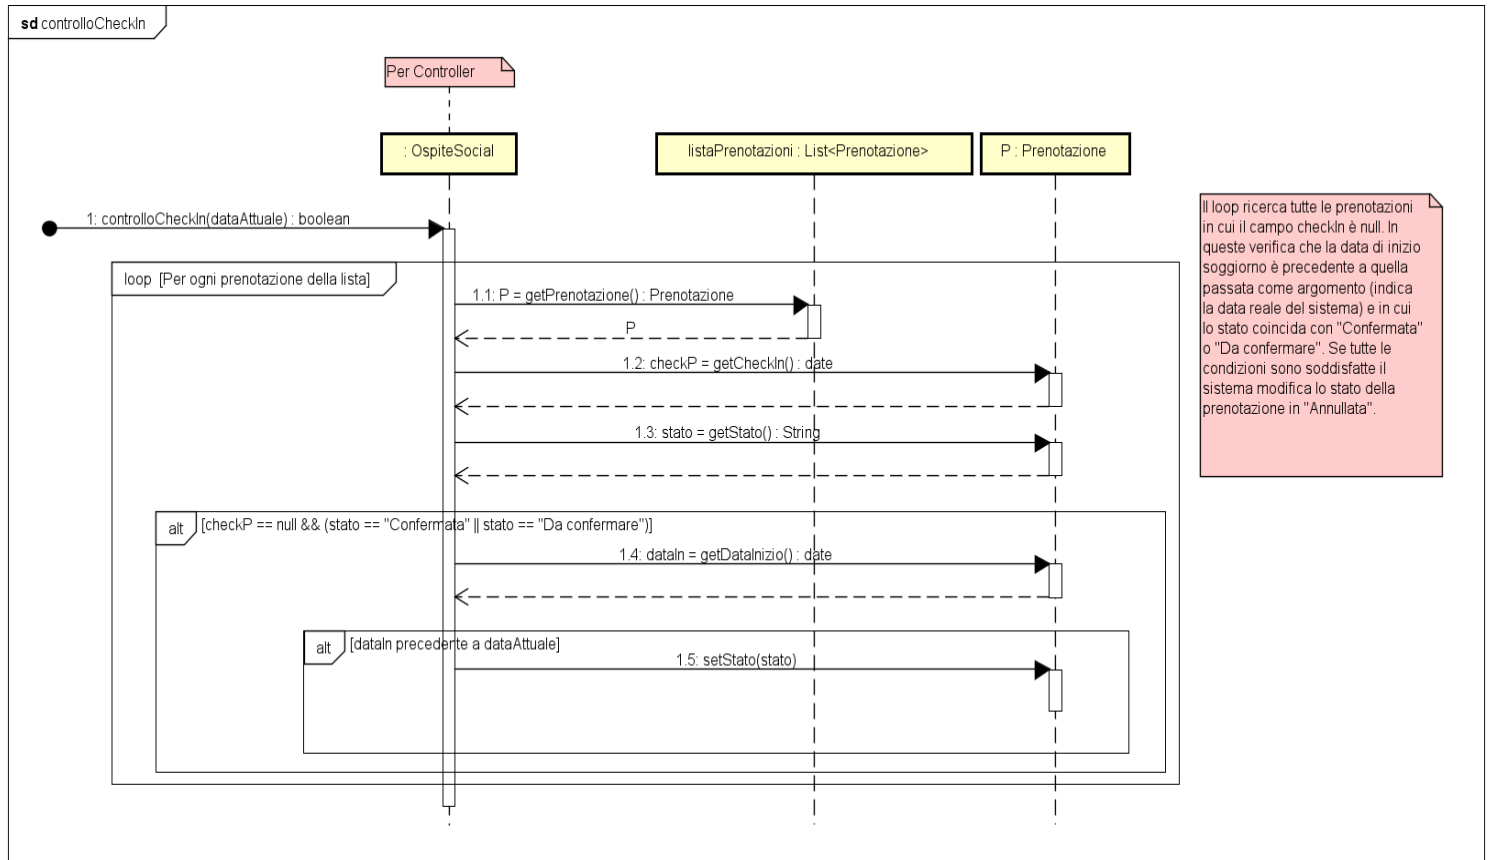 sd controlloCheckIn
Per Controller
: OspiteSocial
listaPrenotazioni : List<Prenotazione>
P : Prenotazione
1: controlloCheckIn(dataAttuale) : boolean
Il loop ricerca tutte le prenotazioni
in cui il campo checkIn è null. In
queste verifica che la data di inizio
soggiorno è precedente a quella
passata come argomento (indica
la data reale del sistema) e in cui
lo stato coincida con "Confermata"
o "Da confermare". Se tutte le
condizioni sono soddisfatte il
sistema modifica lo stato della
prenotazione in "Annullata".
loop [Per ogni prenotazione della lista]
1.1: P = getPrenotazione() : Prenotazione
P
1.2: checkP = getCheckIn() : date
1.3: stato = getStato() : String
alt [checkP == null && (stato == "Confermata" || stato == "Da confermare")]
1.4: dataIn = getDataInizio() : date
alt [dataIn precedente a dataAttuale]
1.5: setStato(stato)